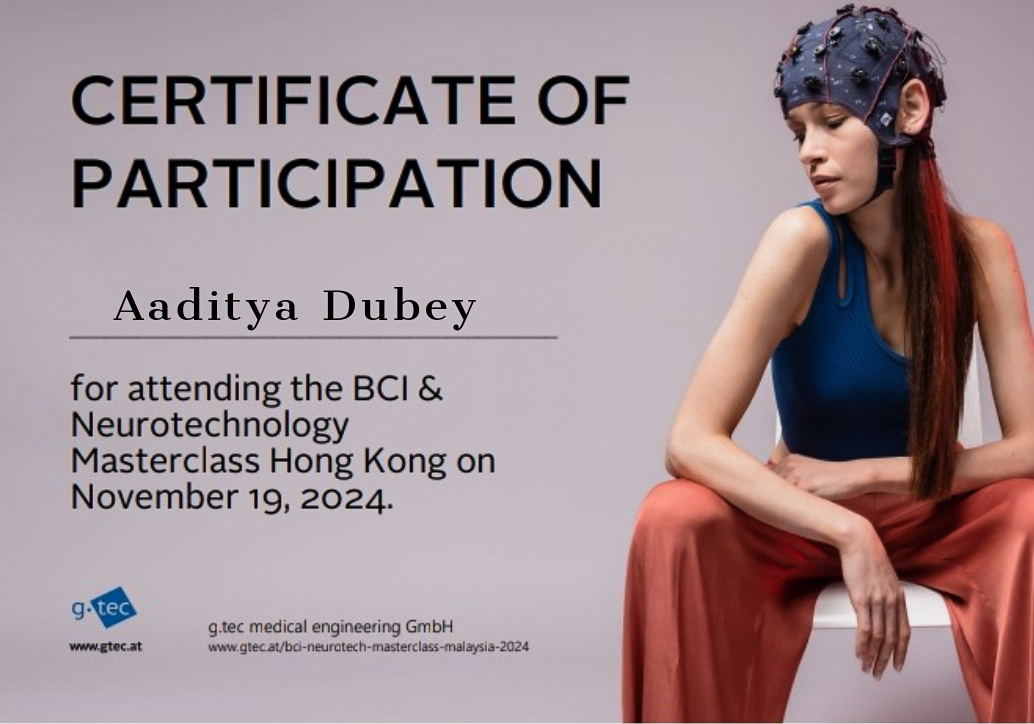 CERTIFICATE OF
PARTICIPATION
Aaditya Dubey
for attending the BCI &
Neurotechnology
Masterclass Hong Kong on
November 19, 2024.
g.tec
www.gtec.at
g.tec medical engineering GmbH
www.gtec.at/bci-neurotech-masterclass-malaysia-2024